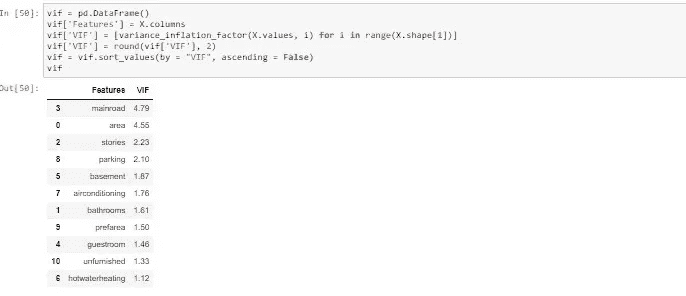 In [50]: vif = pd.DataFrame()
vif['Features'] = X.columns
vif['VIF'] = [variance_inflation_factor(X.values, i) for i in range(X.shape[1])]
vif['VIF'] = round(vif['VIF'], 2)
vif = vif.sort_values(by = "VIF", ascending = False)
vif
Out[50]:
Features VIF
3 mainroad 4.79
0 area 4.55
2 stories 2.23
8 parking 2.10
5 basement 1.87
7 airconditioning 1.76
1 bathrooms 1.61
9 prefarea 1.50
4 guestroom 1.46
10 unfurnished 1.33
6 hotwaterheating 1.12